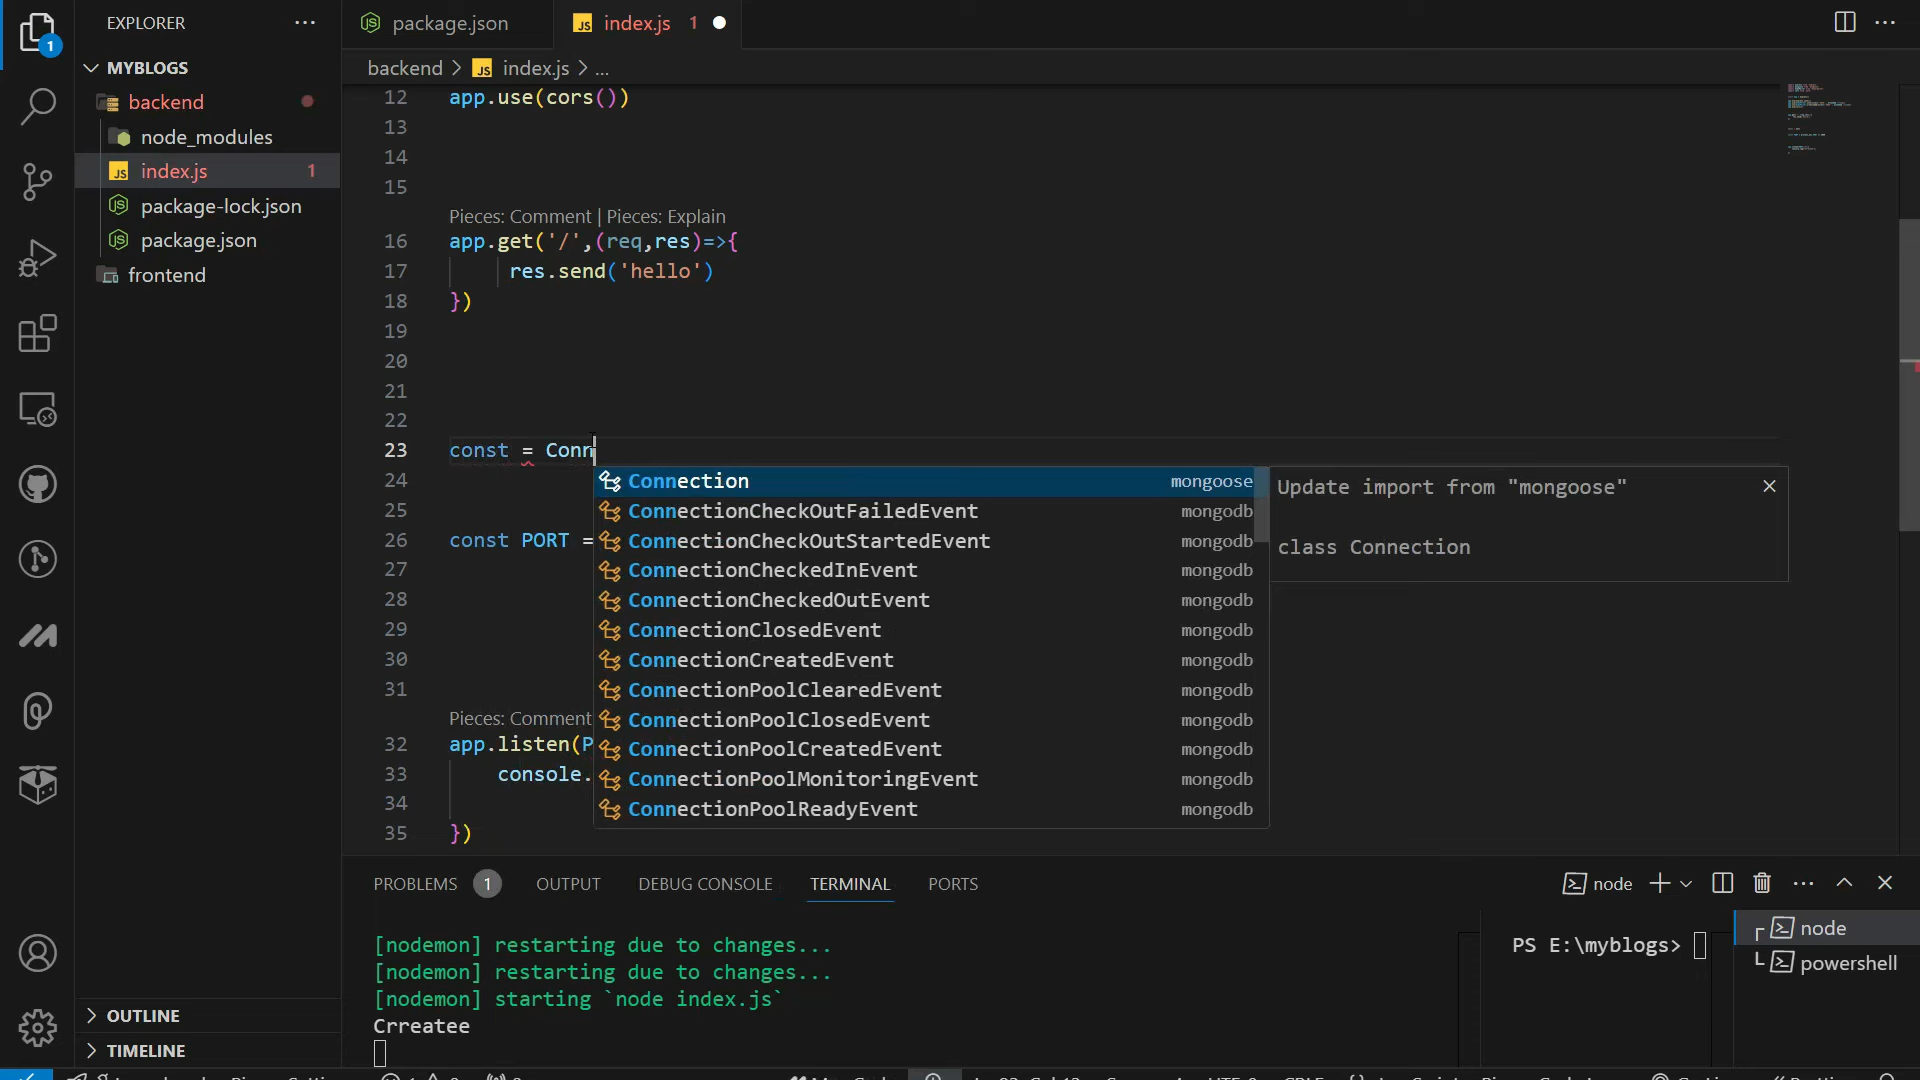 EXPLORER
MYBLOGS
backend
node_modules
index.js 1
package-lock.json
package.json
frontend
OUTLINE
TIMELINE
1
package.json
index.js 1
backend > index.js > ...
12 app.use(cors())
13
14
15
Pieces: Comment | Pieces: Explain
16 app.get('/',(req,res)=>{
17 res.send('hello')
18 })
19
20
21
22
23 const = Conn
24
25
26 const PORT =
27
28
29
30
31
Pieces: Comment
32 app.listen(P
33 console.
34
35 })
Connection mongoose
ConnectionCheckOutFailedEvent mongodb
ConnectionCheckOutStartedEvent mongodb
ConnectionCheckedInEvent mongodb
ConnectionCheckedOutEvent mongodb
ConnectionClosedEvent mongodb
ConnectionCreatedEvent mongodb
ConnectionPoolClearedEvent mongodb
ConnectionPoolClosedEvent mongodb
ConnectionPoolCreatedEvent mongodb
ConnectionPoolMonitoringEvent mongodb
ConnectionPoolReadyEvent mongodb
Update import from "mongoose"
class Connection
PROBLEMS 1 OUTPUT DEBUG CONSOLE TERMINAL PORTS
node
[nodemon] restarting due to changes...
[nodemon] restarting due to changes...
[nodemon] starting `node index.js`
Crreatee
PS E:\myblogs>
node
powershell